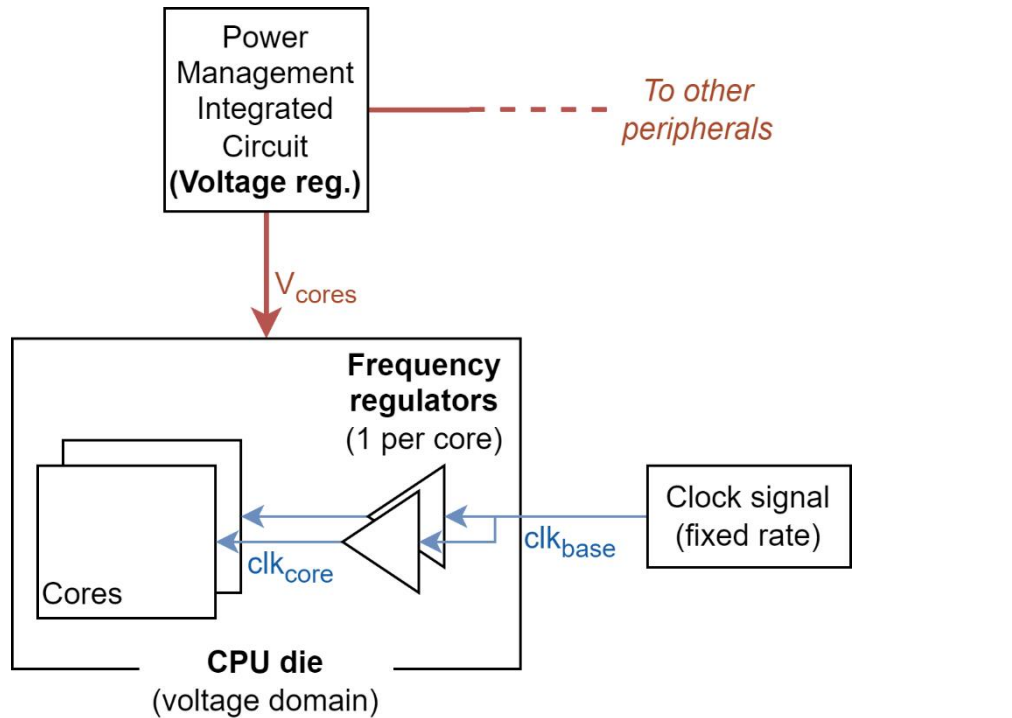 Power
Management
Integrated
Circuit
(Voltage reg.)
To other
peripherals
Vcores
Frequency
regulators
(1 per core)
Clock signal
(fixed rate)
clkbase
clkcore
Cores
CPU die
(voltage domain)